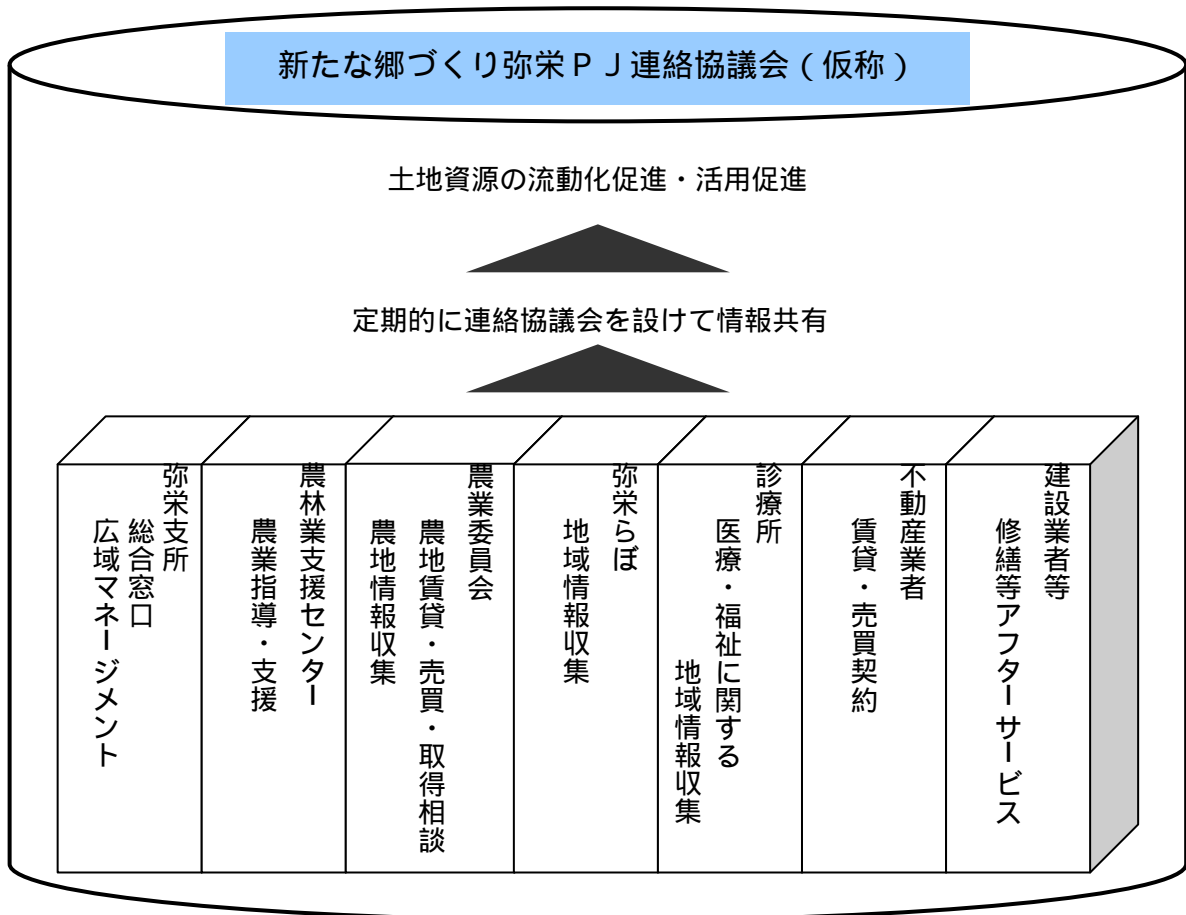 新たな郷づくり弥栄ＰＪ連絡協議会（仮称）
土地資源の流動化促進・活用促進
定期的に連絡協議会を設けて情報共有
弥栄支所
総合窓口
広域マネージメント
農林業支援センター
農業指導・支援
農業委員会
農地賃貸・売買・取得相談
農地情報収集
弥栄らぼ
地域情報収集
診療所
医療・福祉に関する
地域情報収集
不動産業者
賃貸・売買契約
建設業者等
修繕等アフターサービス